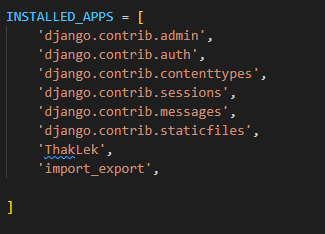 INSTALLED_APPS = [
'django.contrib.admin',
'django.contrib.auth',
'django.contrib.contenttypes',
'django.contrib.sessions',
'django.contrib.messages',
'django.contrib.staticfiles',
'ThakLek',
'import_export',
]